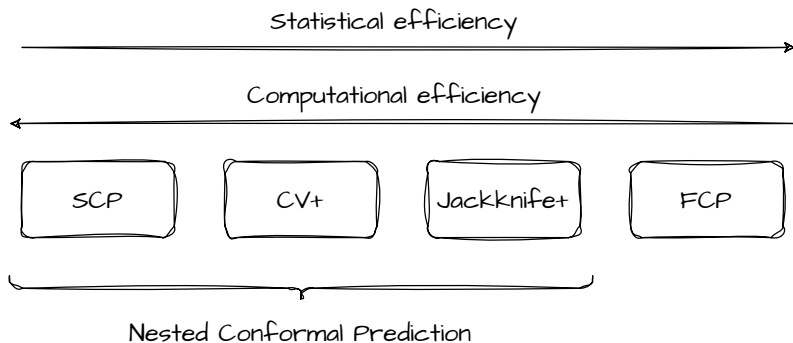 Statistical efficiency
Computational efficiency
SCP
CV+
Jackknife+
FCP
Nested Conformal Prediction